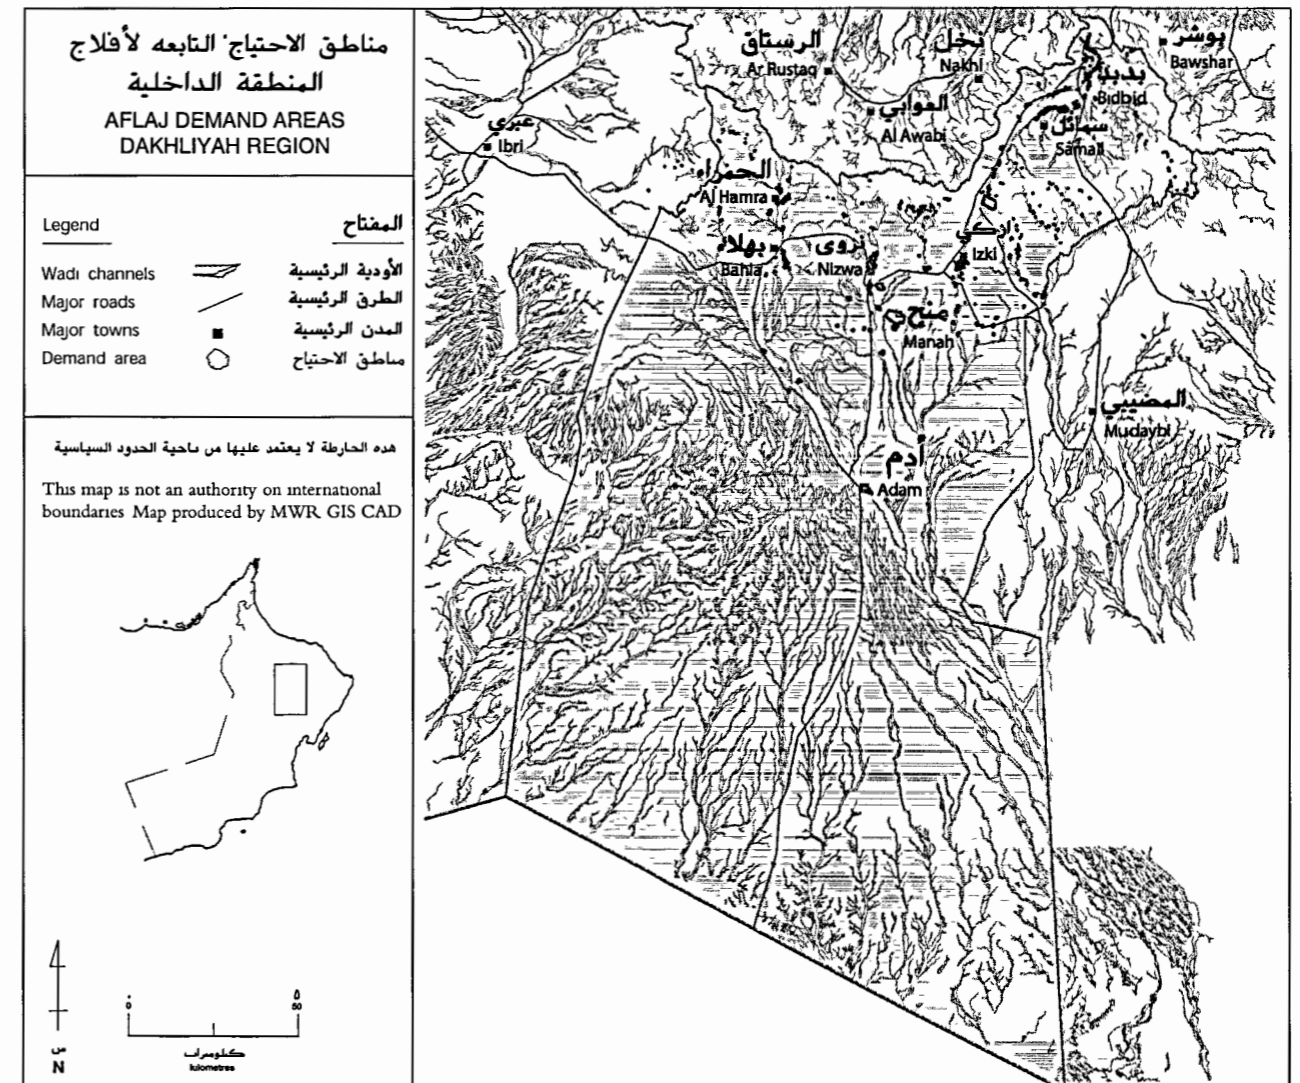 مناطق الاحتياج التابعه لأفلاج
المنطقة الداخلية
AFLAJ DEMAND AREAS
DAKHLIYAH REGION
Legend المفتاح
Wadi channels الأودية الرئيسية
Major roads الطرق الرئيسية
Major towns المدن الرئيسية
Demand area مناطق الاحتياج
هذه الخارطة لا يعتمد عليها من ناحية الحدود السياسية
This map is not an authority on international
boundaries Map produced by MWR GIS CAD
N
0 50
كيلومترات
kilometres
الرستاق
Ar Rustaq
نخل
Nakhl
بوشر
Bawshar
بدبد
Bidbid
العوابي
Al Awabi
سمائل
Samail
عبري
Ibri
الحمراء
Al Hamra
بهلاء
Bahla
نزوى
Nizwa
ازكي
Izki
منح
Manah
المضيبي
Mudaybi
أدم
Adam